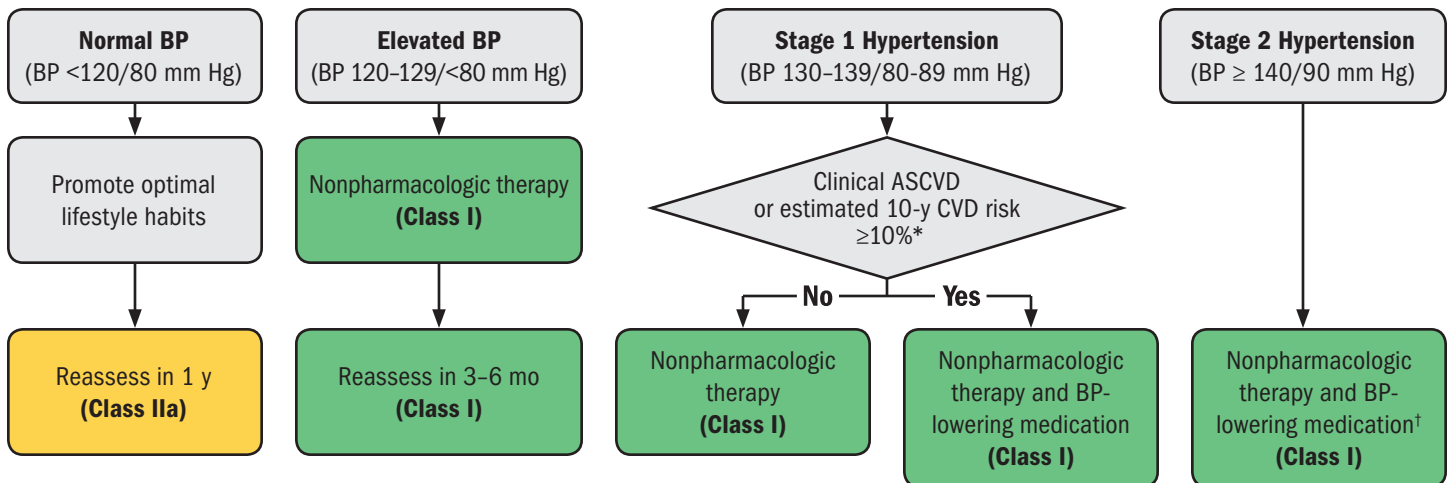 Normal BP
(BP <120/80 mm Hg)
Elevated BP
(BP 120–129/<80 mm Hg)
Stage 1 Hypertension
(BP 130–139/80-89 mm Hg)
Stage 2 Hypertension
(BP ≥ 140/90 mm Hg)
Promote optimal
lifestyle habits
Nonpharmacologic therapy
(Class I)
Clinical ASCVD
or estimated 10-y CVD risk
≥10%*
No
Yes
Reassess in 1 y
(Class IIa)
Reassess in 3–6 mo
(Class I)
Nonpharmacologic
therapy
(Class I)
Nonpharmacologic
therapy and BP-
lowering medication
(Class I)
Nonpharmacologic
therapy and BP-
lowering medication†
(Class I)